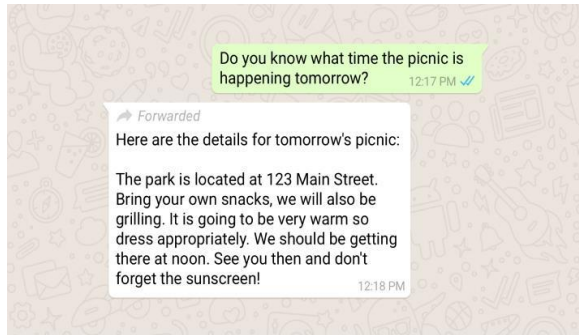 Do you know what time the picnic is
happening tomorrow?
12:17 PM
Forwarded
Here are the details for tomorrow's picnic:
The park is located at 123 Main Street.
Bring your own snacks, we will also be
grilling. It is going to be very warm so
dress appropriately. We should be getting
there at noon. See you then and don't
forget the sunscreen!
12:18 PM